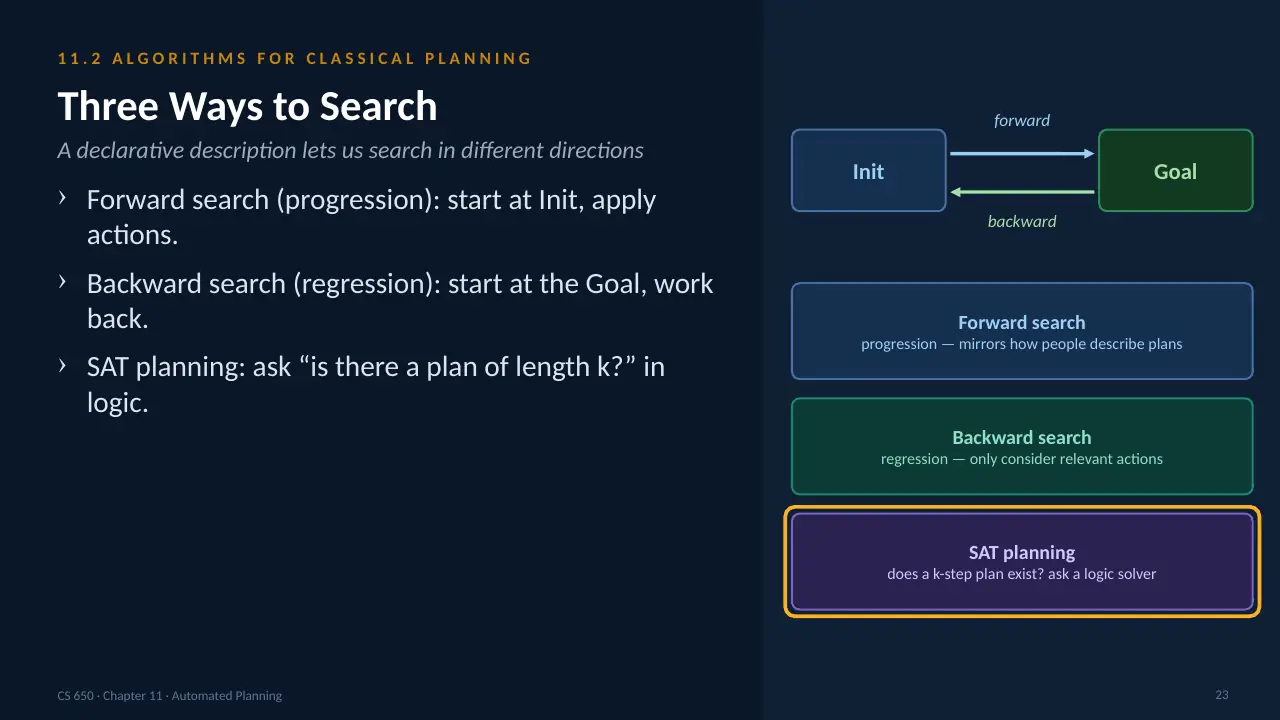 11.2 ALGORITHMS FOR CLASSICAL PLANNING
Three Ways to Search
A declarative description lets us search in different directions
› Forward search (progression): start at Init, apply
actions.
› Backward search (regression): start at the Goal, work
back.
› SAT planning: ask “is there a plan of length k?” in
logic.
forward
Init
Goal
backward
Forward search
progression — mirrors how people describe plans
Backward search
regression — only consider relevant actions
SAT planning
does a k-step plan exist? ask a logic solver
CS 650 · Chapter 11 · Automated Planning
23